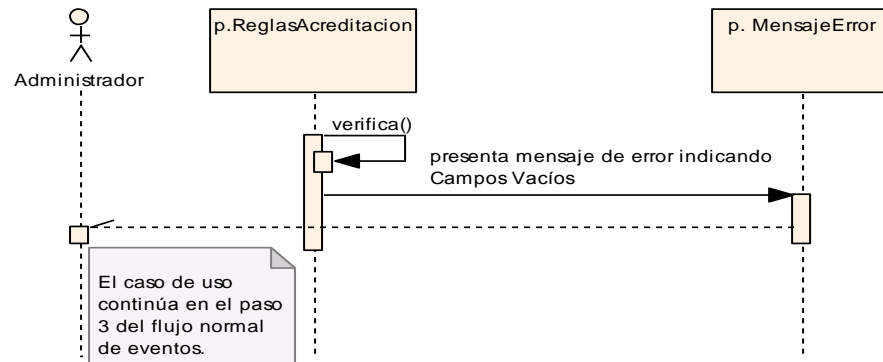 p.ReglasAcreditacion
p. MensajeError
Administrador
verifica()
presenta mensaje de error indicando
Campos Vacíos
El caso de uso
continúa en el paso
3 del flujo normal
de eventos.